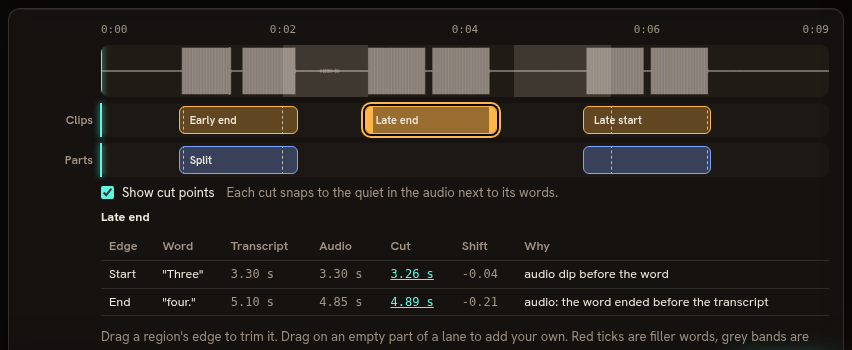 0:00 0:02 0:04 0:06 0:09
Clips Early end Late end Late start
Parts Split
Show cut points Each cut snaps to the quiet in the audio next to its words.
Late end
Edge Word Transcript Audio Cut Shift Why
Start "Three" 3.30 s 3.30 s 3.26 s -0.04 audio dip before the word
End "four." 5.10 s 4.85 s 4.89 s -0.21 audio: the word ended before the transcript
Drag a region's edge to trim it. Drag on an empty part of a lane to add your own. Red ticks are filler words, grey bands are